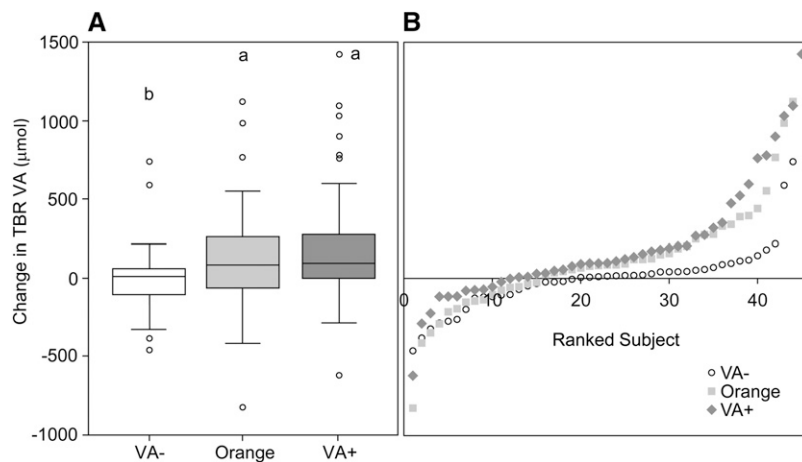 A
B
Change in TBR VA (μmol)
1500
1000
500
0
-500
-1000
b
a
a
VA-
Orange
VA+
0
10
20
30
40
Ranked Subject
VA-
Orange
VA+